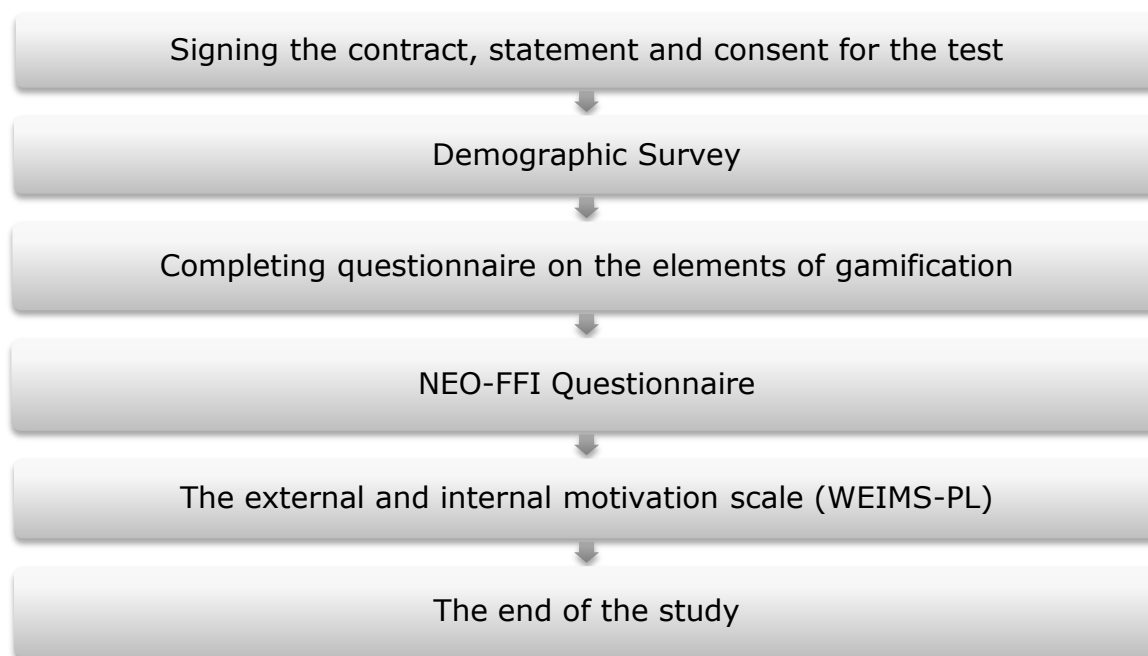 Signing the contract, statement and consent for the test
Demographic Survey
Completing questionnaire on the elements of gamification
NEO-FFI Questionnaire
The external and internal motivation scale (WEIMS-PL)
The end of the study